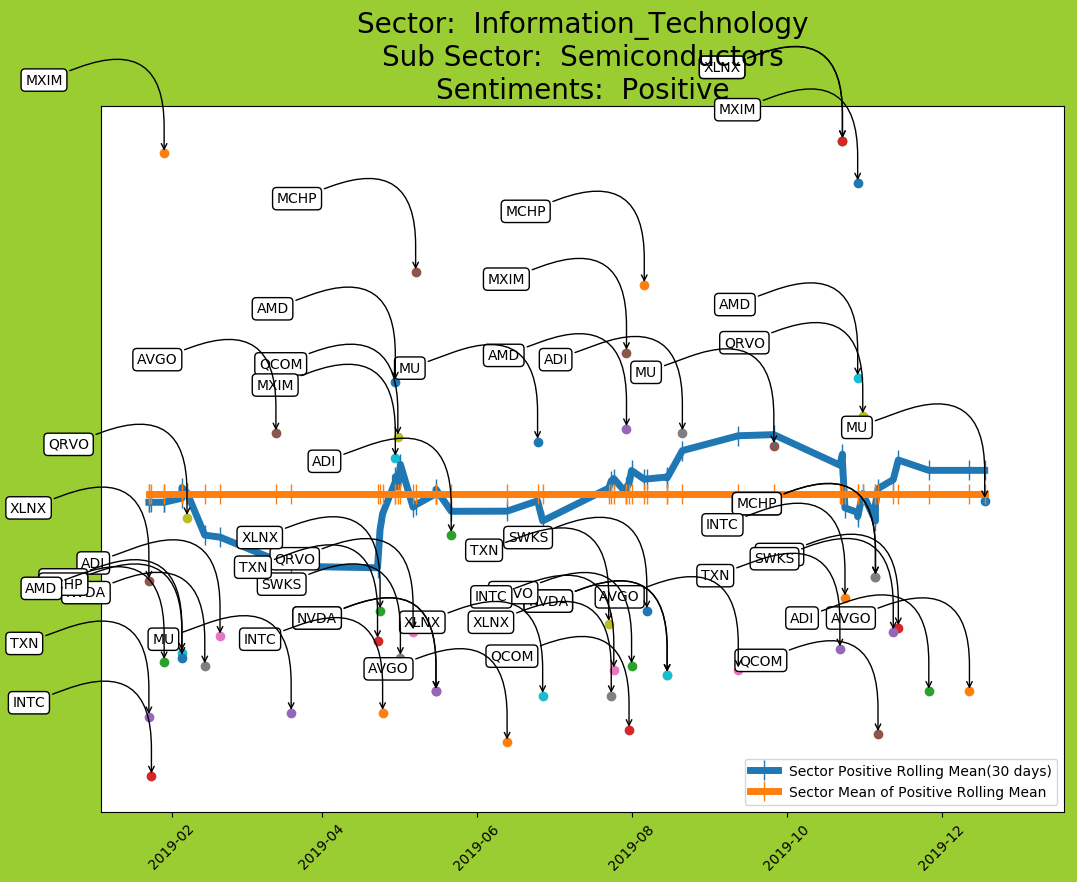 Sector:  Information_Technology
Sub Sector:  Semiconductors
Sentiments:  Positive
XLNX
MXIM
MXIM
MCHP
MCHP
MXIM
AMD
AMD
QRVO
AVGO
QCOM
MXIM
MU
AMD
ADI
MU
MU
QRVO
ADI
XLNX
MCHP
INTC
XLNX
SWKS
TXN
QRVO
TXN
SWKS
SWKS
TXN
ADI
AMD
INTC
AVGO
NVDA
XLNX
XLNX
ADI
AVGO
TXN
MU
INTC
AVGO
QCOM
QCOM
INTC
Sector Positive Rolling Mean(30 days)
Sector Mean of Positive Rolling Mean
2019-02
2019-04
2019-06
2019-08
2019-10
2019-12